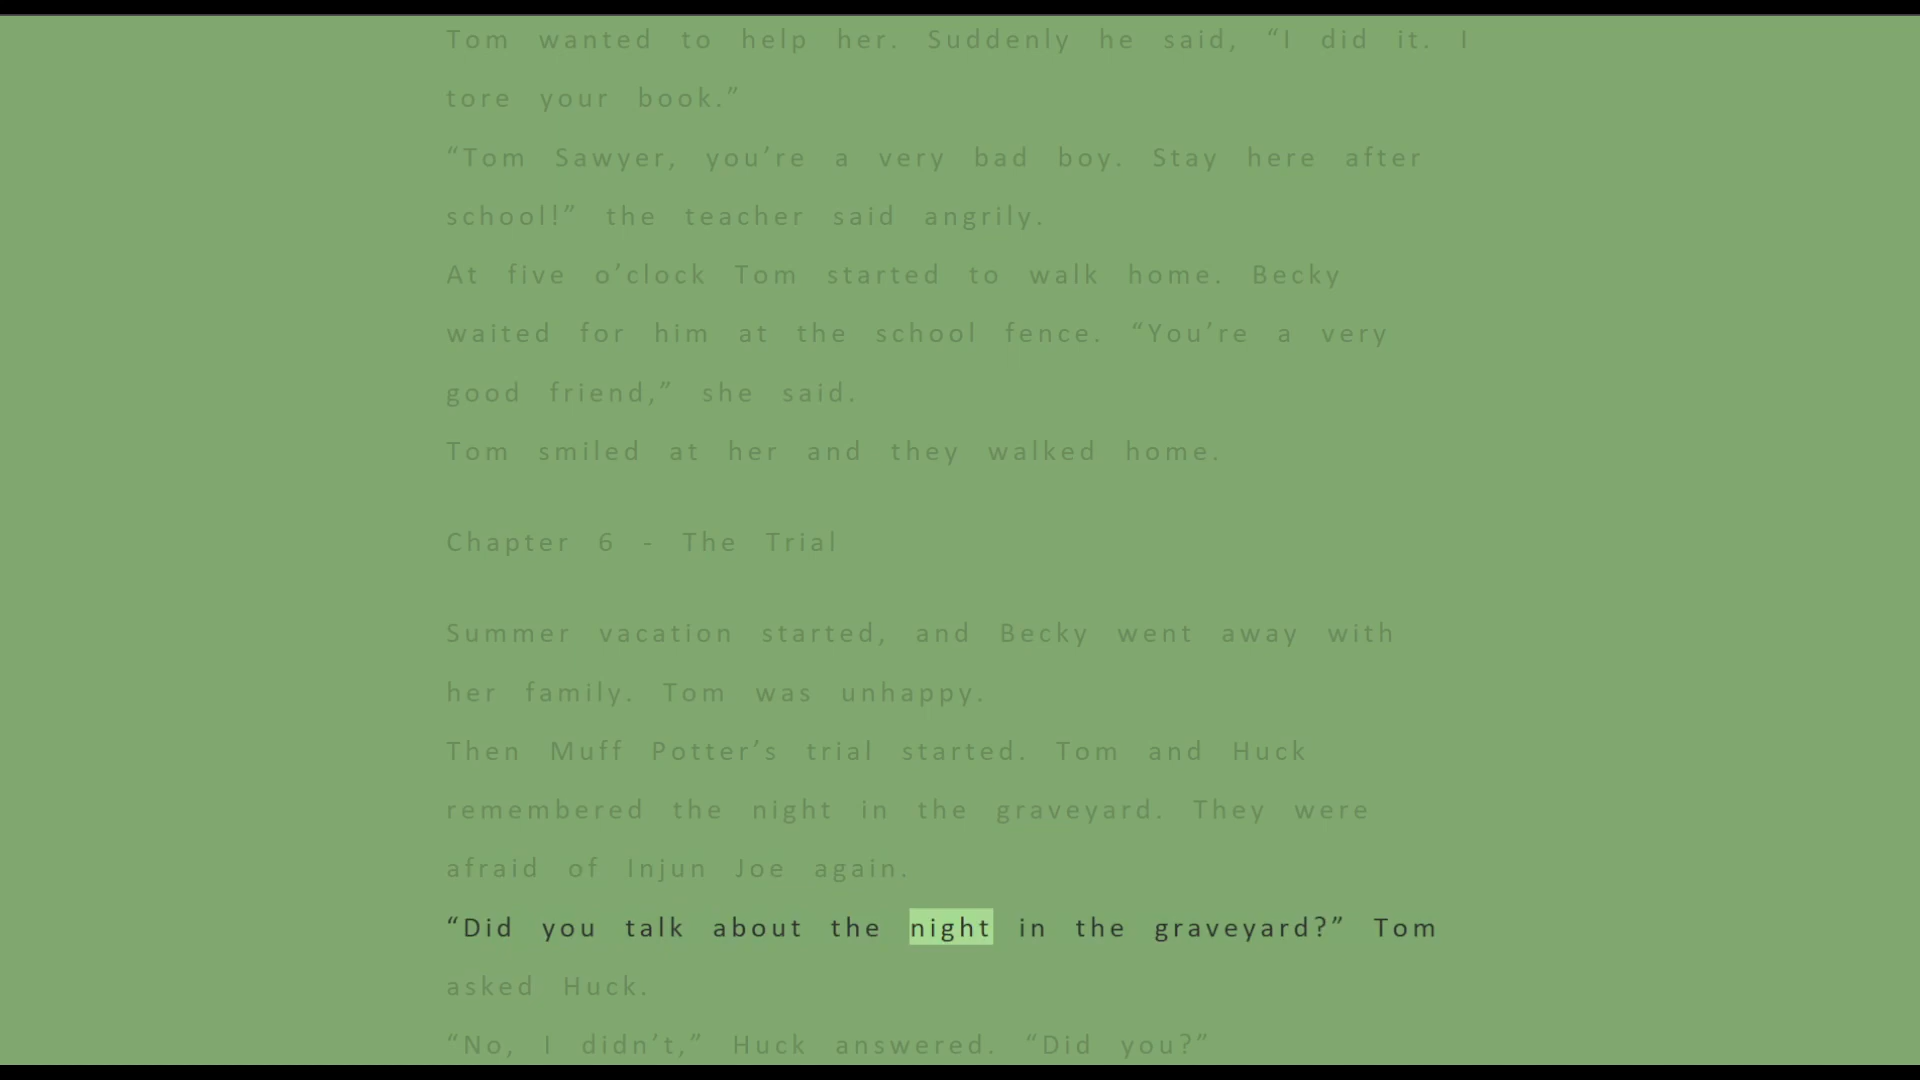 Tom wanted to help her. Suddenly he said, “I did it. I
tore your book.”
“Tom Sawyer, you’re a very bad boy. Stay here after
school!” the teacher said angrily.
At five o’clock Tom started to walk home. Becky
waited for him at the school fence. “You’re a very
good friend,” she said.
Tom smiled at her and they walked home.
Chapter 6 - The Trial
Summer vacation started, and Becky went away with
her family. Tom was unhappy.
Then Muff Potter’s trial started. Tom and Huck
remembered the night in the graveyard. They were
afraid of Injun Joe again.
“Did you talk about the night in the graveyard?” Tom
asked Huck.
“No, I didn’t,” Huck answered. “Did you?”